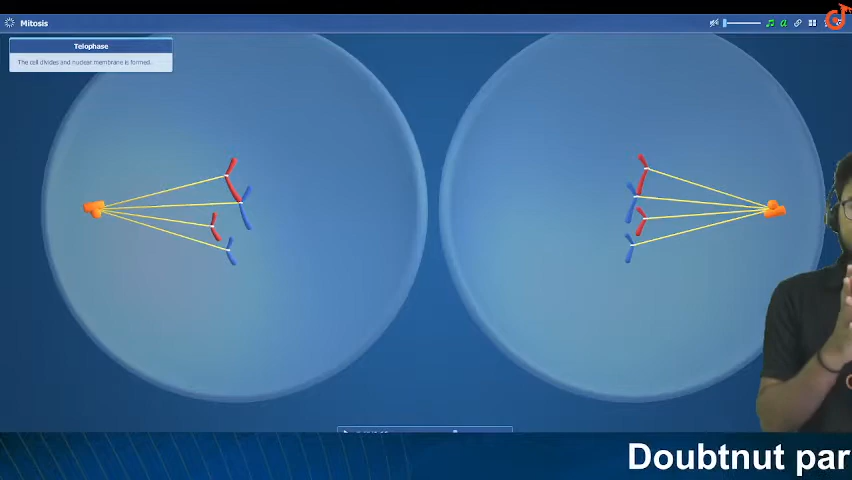 Mitosis
Telophase
The cell divides and nuclear membrane is formed.
Doubtnut par